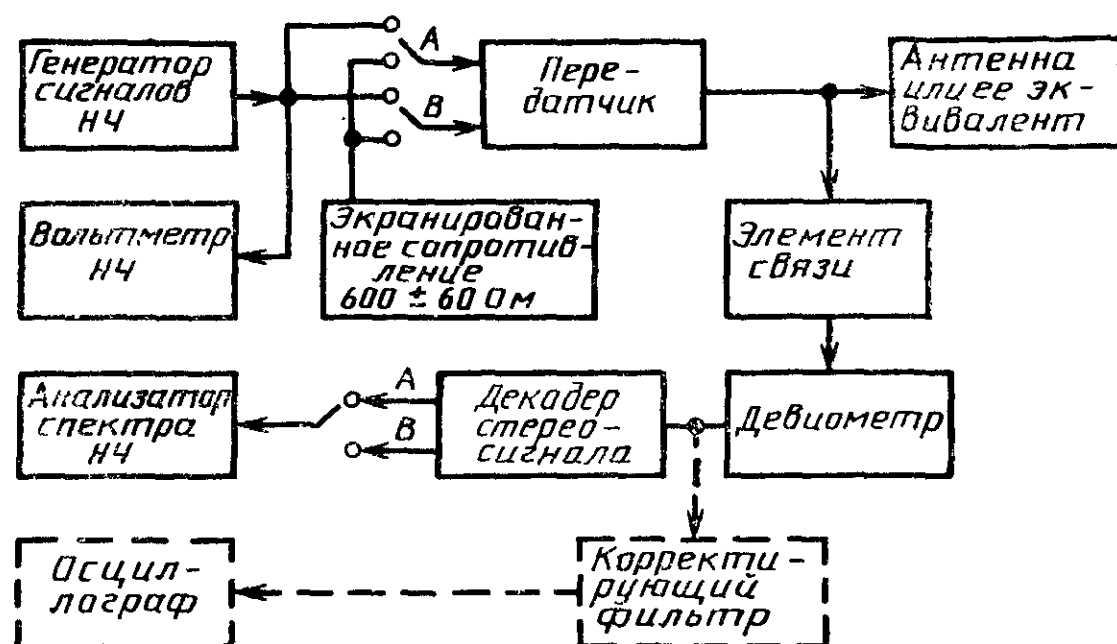 Генератор
сигналов
НЧ
А
В
Пере-
датчик
Антенна
или ее эк-
вивалент
Вольтметр
НЧ
Экранирован-
ное сопротив-
ление
600 ± 60 Ом
Элемент
связи
Анализатор
спектра
НЧ
А
В
Декадер
стерео-
сигнала
Девиометр
Осцил-
лограф
Корректи-
рующий
фильтр